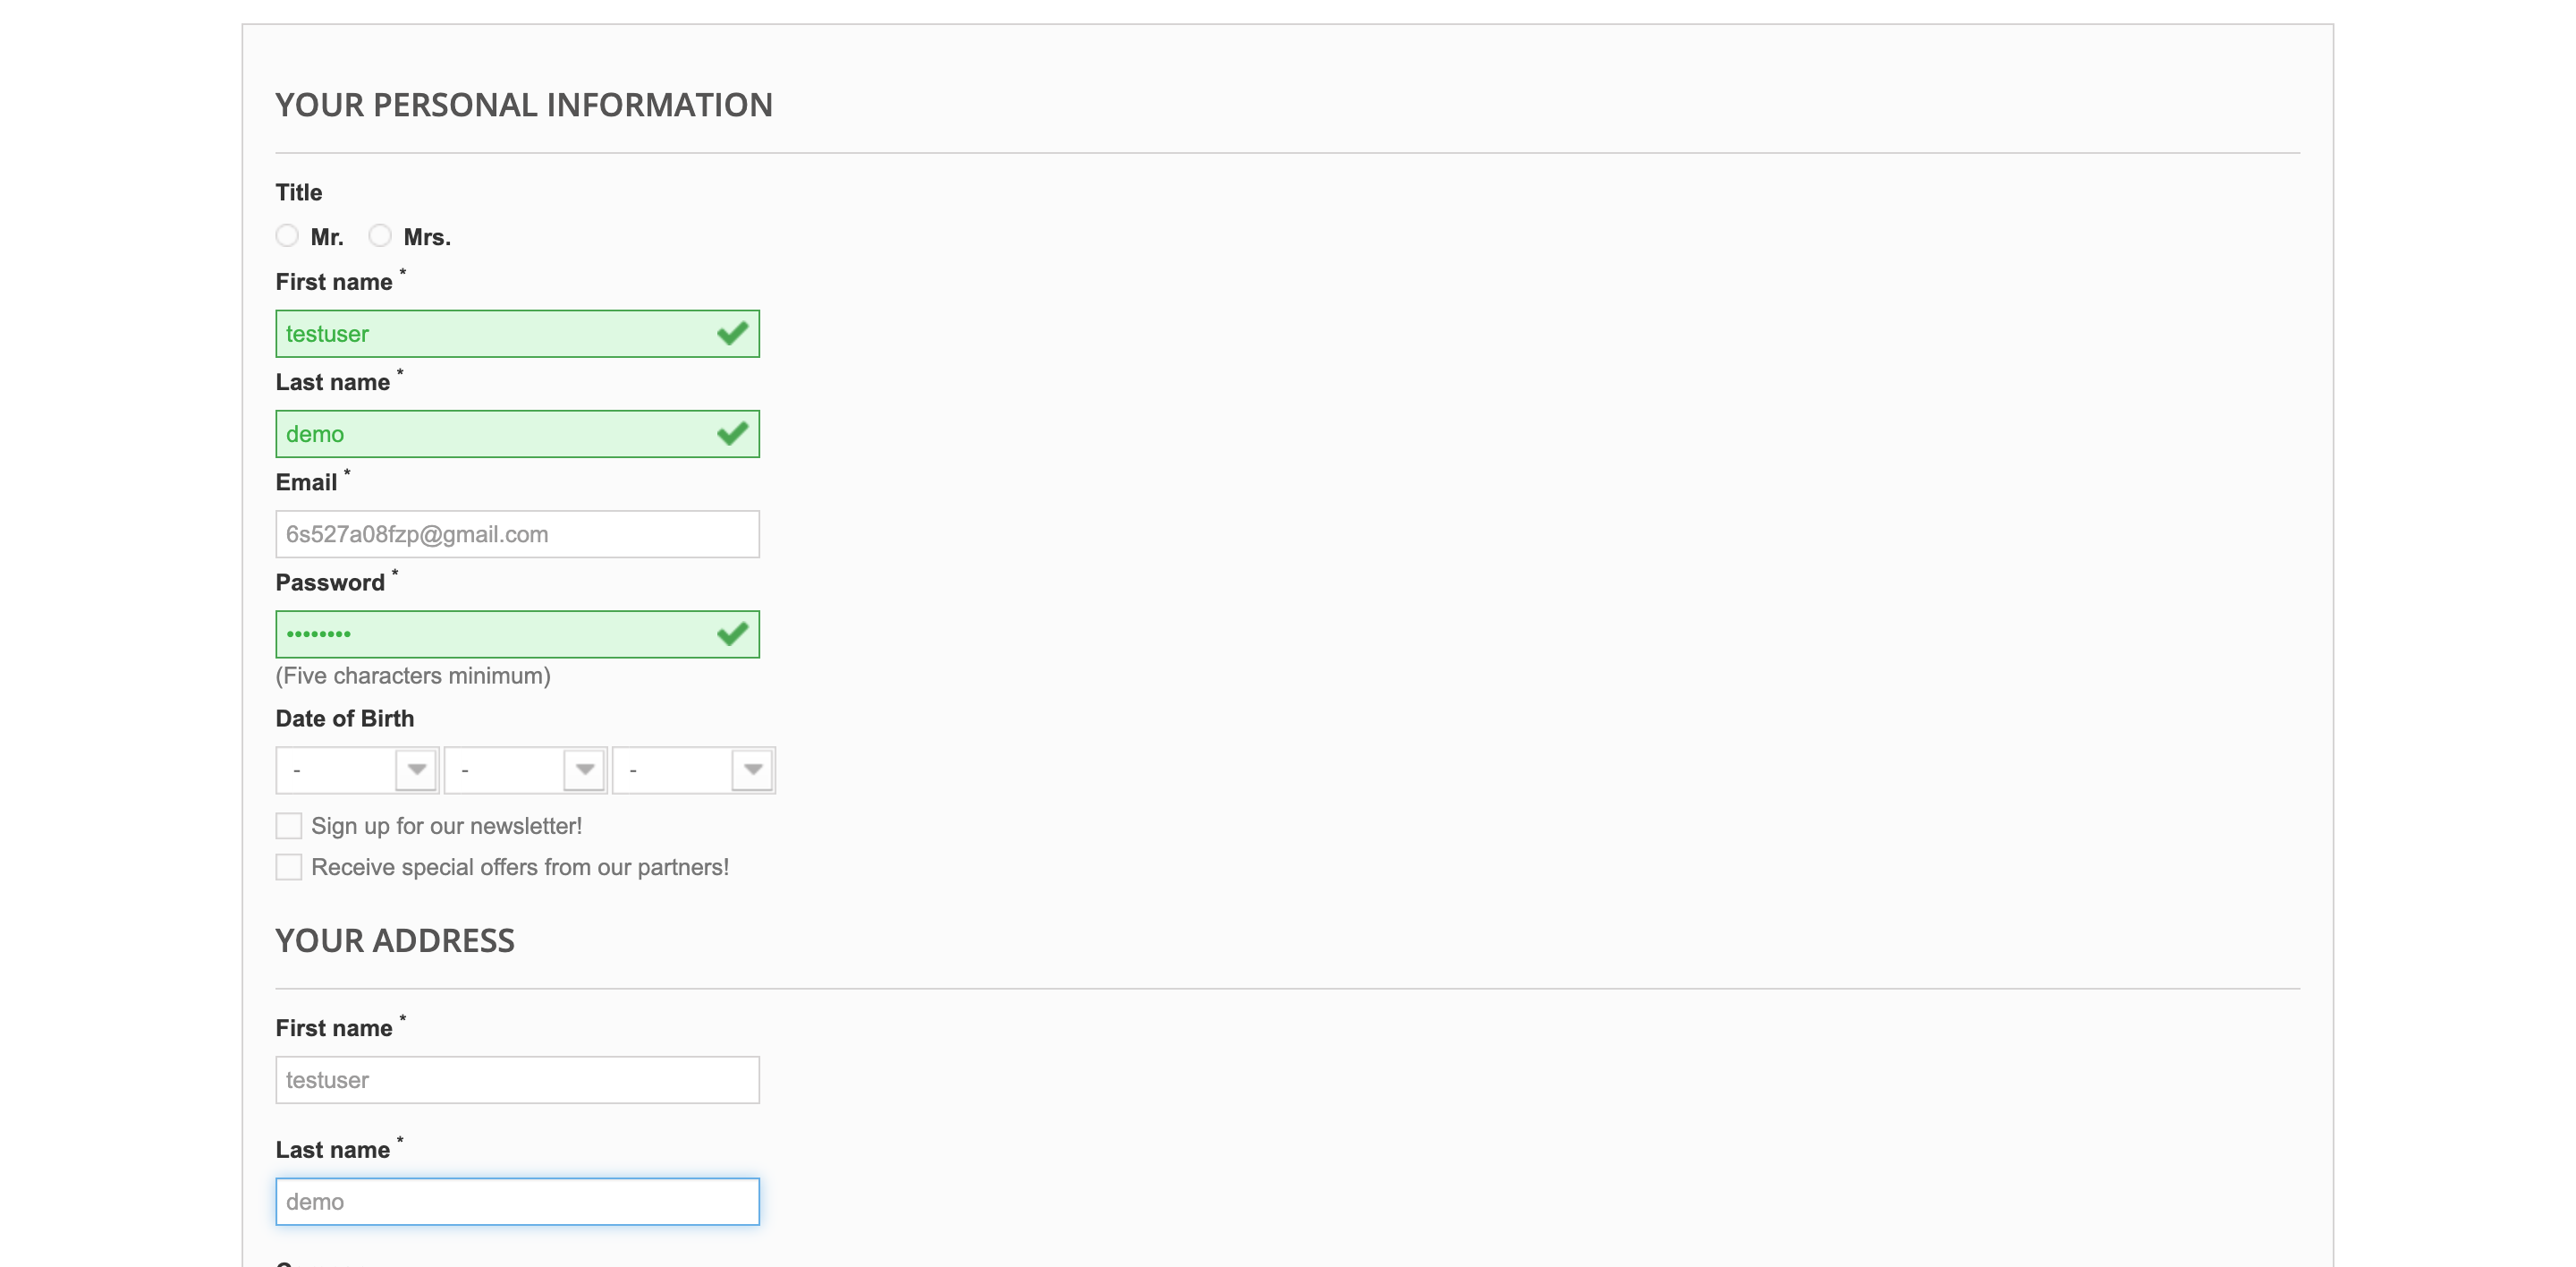 YOUR PERSONAL INFORMATION
Title
Mr. Mrs.
First name *
testuser
Last name *
demo
Email *
6s527a08fzp@gmail.com
Password *
••••••••
(Five characters minimum)
Date of Birth
- - -
Sign up for our newsletter!
Receive special offers from our partners!
YOUR ADDRESS
First name *
testuser
Last name *
demo